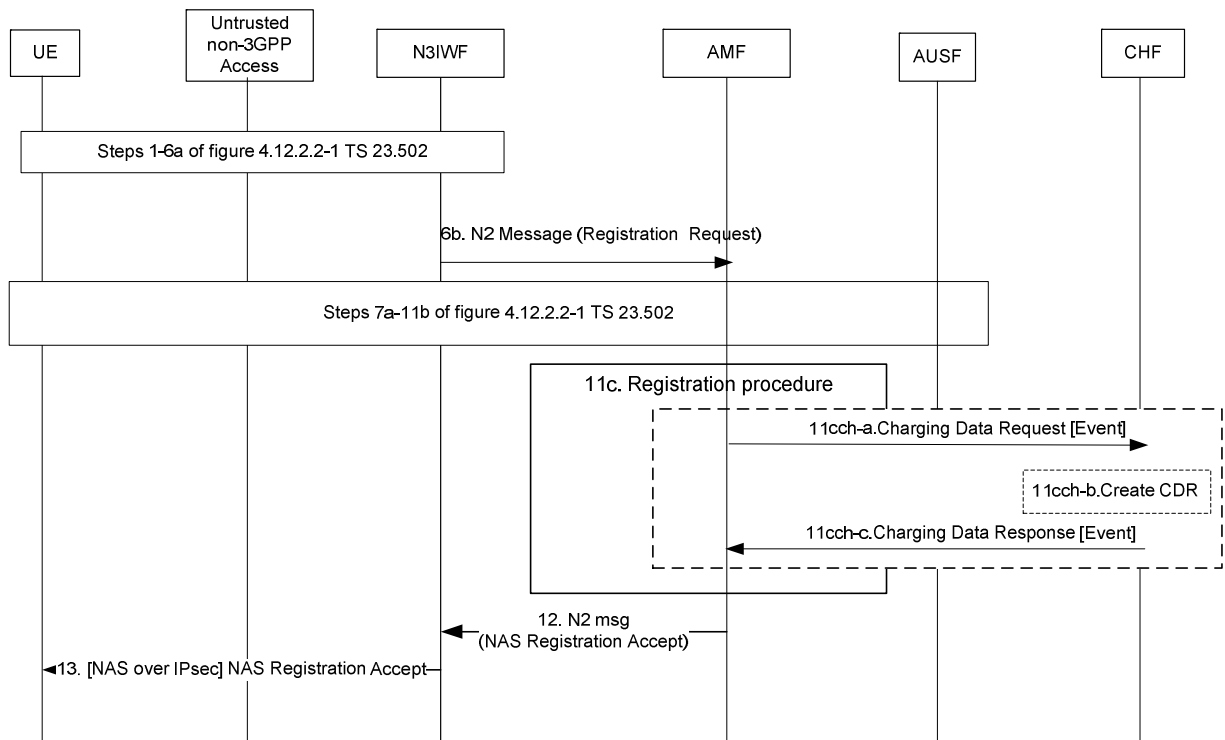 UE
Untrusted
non-3GPP
Access
N3IWF
AMF
AUSF
CHF
Steps 1-6a of figure 4.12.2.2-1 TS 23.502
6b. N2 Message (Registration Request)
Steps 7a-11b of figure 4.12.2.2-1 TS 23.502
11c. Registration procedure
11cch-a.Charging Data Request [Event]
11cch-b.Create CDR
11cch-c.Charging Data Response [Event]
12. N2 msg
(NAS Registration Accept)
13. [NAS over IPsec] NAS Registration Accept